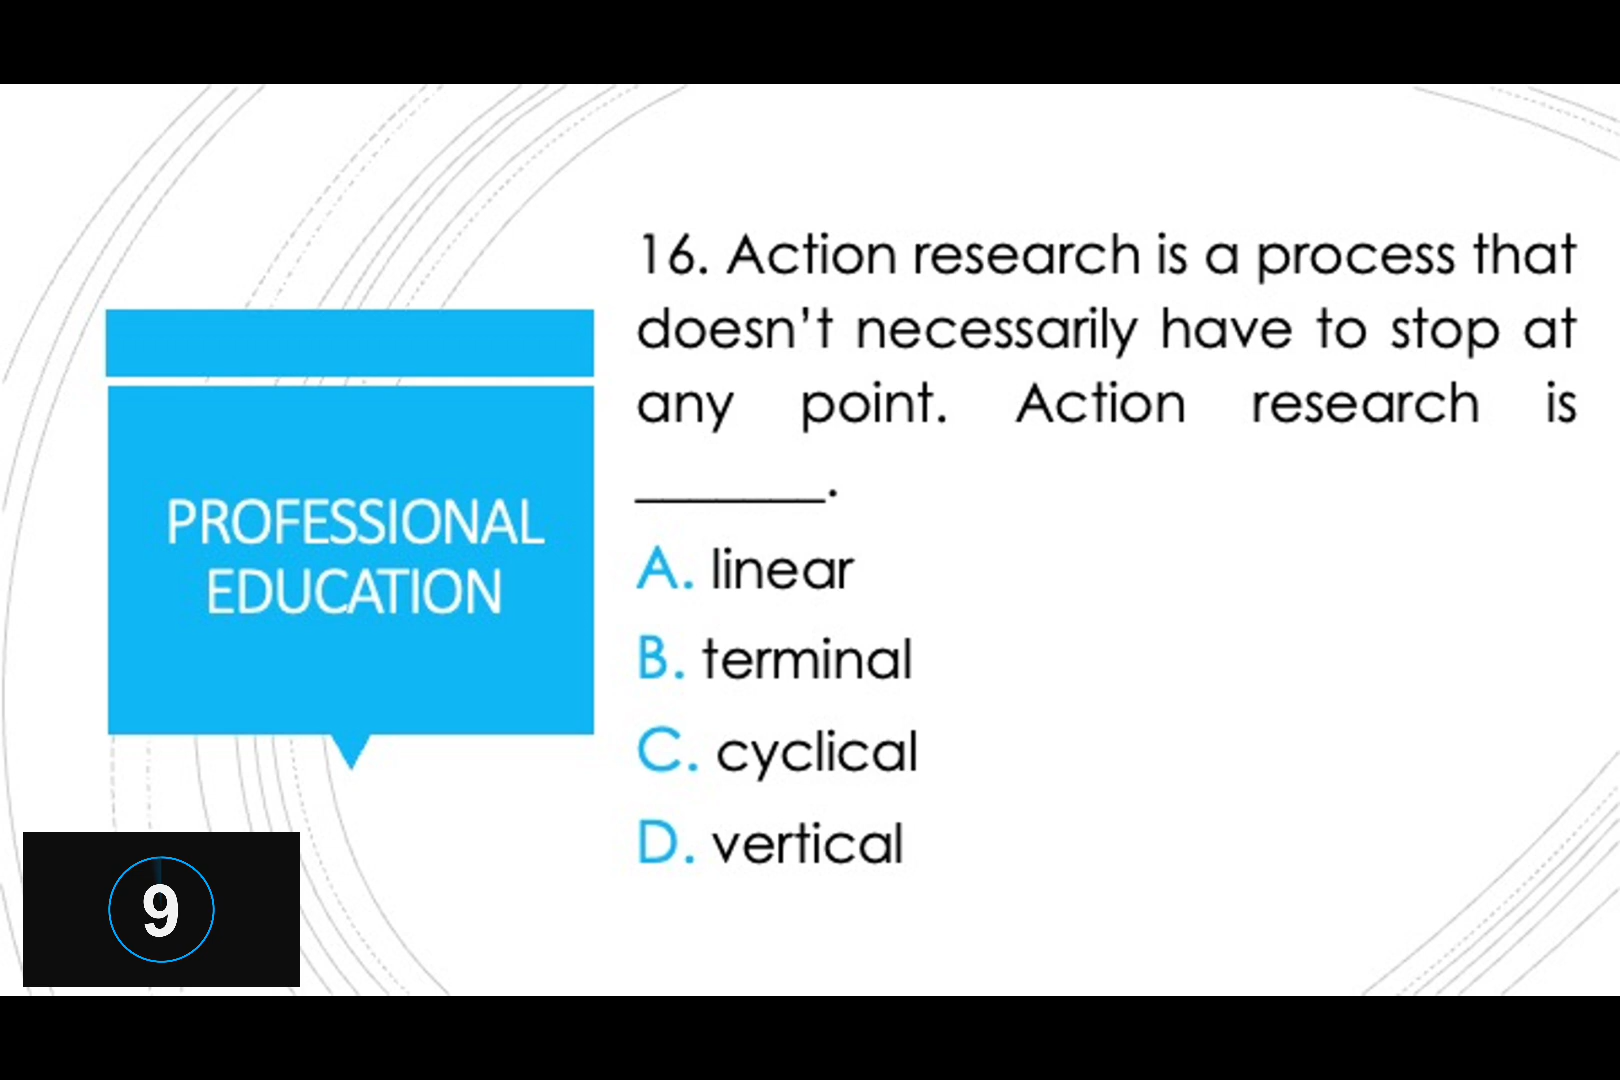 PROFESSIONAL
EDUCATION
16. Action research is a process that
doesn’t necessarily have to stop at
any point. Action research is
_______.
A. linear
B. terminal
C. cyclical
D. vertical
9